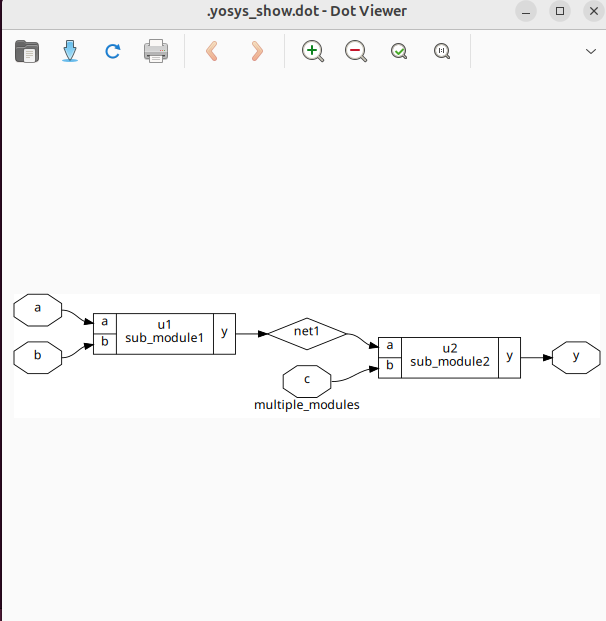 .yosys_show.dot - Dot Viewer
a
b
a
b
u1
sub_module1
y
net1
c
a
b
u2
sub_module2
y
y
multiple_modules